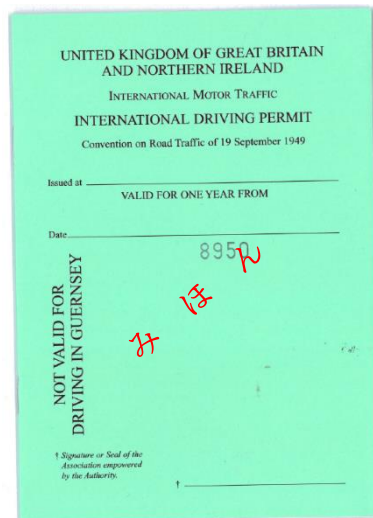 UNITED KINGDOM OF GREAT BRITAIN
AND NORTHERN IRELAND
INTERNATIONAL MOTOR TRAFFIC
INTERNATIONAL DRIVING PERMIT
Convention on Road Traffic of 19 September 1949
Issued at
VALID FOR ONE YEAR FROM
Date
8950
みほん
NOT VALID FOR
DRIVING IN GUERNSEY
† Signature or Seal of the
Association empowered
by the Authority.
†